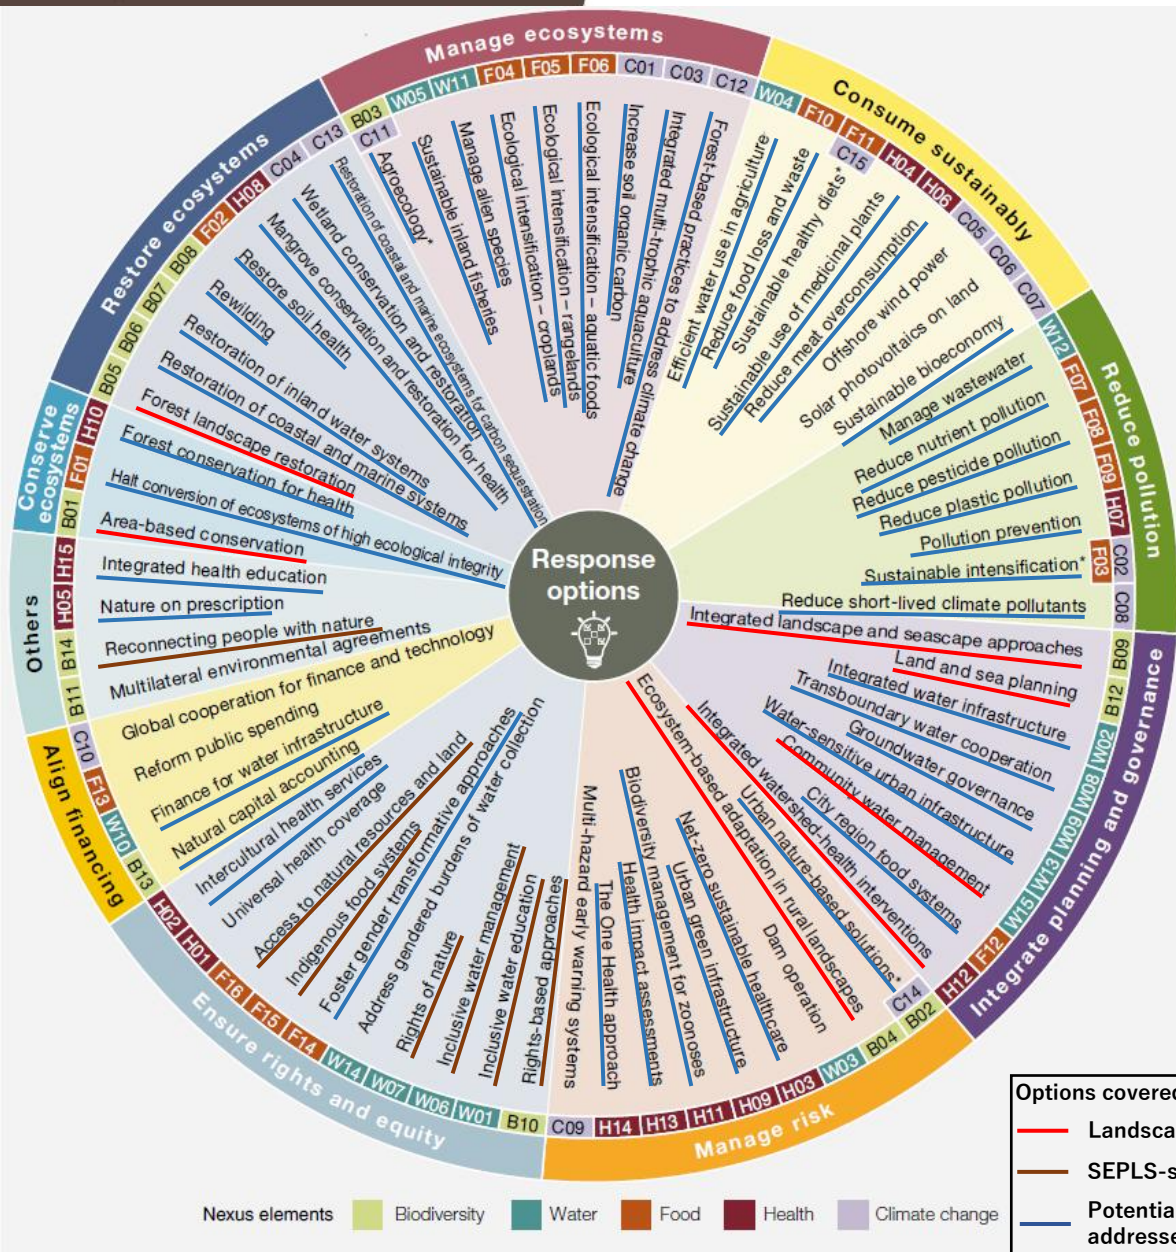 Manage ecosystems
B03
W05
W11
F04
F05
F06
C01
C03
C12
C11
Agroecology*
Sustainable inland fisheries
Manage alien species
Ecological intensification – croplands
Ecological intensification – rangelands
Ecological intensification – aquatic foods
Increase soil organic carbon
Integrated multi-trophic aquaculture
Forest-based practices to address climate change
Consume sustainably
W04
F10
F11
C15
H04
H06
C05
C06
C07
Efficient water use in agriculture
Reduce food loss and waste
Sustainable healthy diets*
Sustainable use of medicinal plants
Reduce meat overconsumption
Offshore wind power
Solar photovoltaics on land
Sustainable bioeconomy
Reduce pollution
W12
F07
F08
F09
H07
F03
C02
C08
Manage wastewater
Reduce nutrient pollution
Reduce pesticide pollution
Reduce plastic pollution
Pollution prevention
Sustainable intensification*
Reduce short-lived climate pollutants
Integrate planning and governance
B09
B12
W02
W08
W09
W13
W15
F12
H12
Integrated landscape and seascape approaches
Land and sea planning
Integrated water infrastructure
Transboundary water cooperation
Groundwater governance
Water-sensitive urban infrastructure
Community water management
City region food systems
Integrated watershed-health interventions
Manage risk
C14
B02
B04
W03
H03
H09
H11
H13
H14
C09
Urban nature-based solutions*
Ecosystem-based adaptation in rural landscapes
Dam operation
Net-zero sustainable healthcare
Urban green infrastructure
Biodiversity management for zoonoses
Health impact assessments
The One Health approach
Multi-hazard early warning systems
Ensure rights and equity
B10
W01
W06
W07
W14
F14
F15
F16
H01
H02
Rights-based approaches
Inclusive water education
Inclusive water management
Rights of nature
Address gendered burdens of water collection
Foster gender transformative approaches
Indigenous food systems
Access to natural resources and land
Universal health coverage
Intercultural health services
Align financing
B13
W10
F13
C10
Natural capital accounting
Finance for water infrastructure
Reform public spending
Global cooperation for finance and technology
Others
B11
B14
H05
H15
Multilateral environmental agreements
Reconnecting people with nature
Nature on prescription
Integrated health education
Conserve
ecosystems
B01
F01
H10
Area-based conservation
Halt conversion of ecosystems of high ecological integrity
Forest conservation for health
Restore ecosystems
B05
B06
B07
B08
F02
H08
C04
C13
Forest landscape restoration
Restoration of coastal and marine systems
Restoration of inland water systems
Rewilding
Restore soil health
Mangrove conservation and restoration for health
Wetland conservation and restoration
Restoration of coastal and marine ecosystems for carbon sequestration
Response
options
Nexus elements
Biodiversity
Water
Food
Health
Climate change
Options covered
Landsca
SEPLS-s
Potentia
addresse